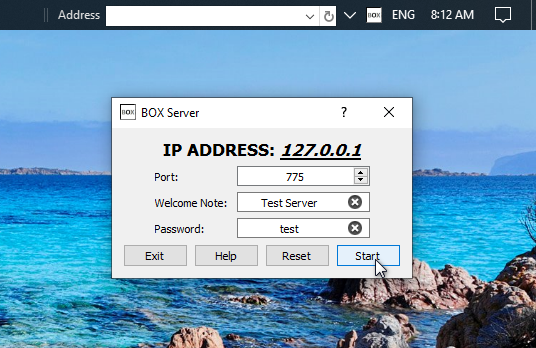 Address BOX ENG 8:12 AM
BOX BOX Server ?
IP ADDRESS: 127.0.0.1
Port: 775
Welcome Note: Test Server
Password: test
Exit Help Reset Start